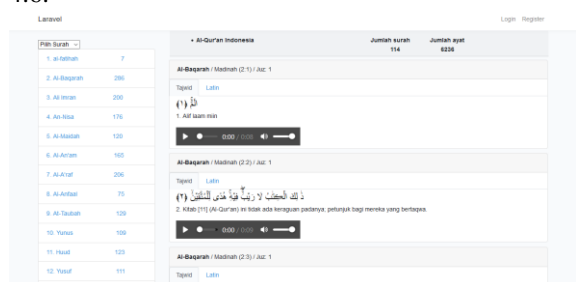 Laravel
Login Register
Pilih Surah
1. al-fatihah 7
2. Al-Baqarah 286
3. Ali Imran 200
4. An-Nisa 176
5. Al-Maidah 120
6. Al-An'am 165
7. Al-A'raf 206
8. Al-Anfaal 75
9. At-Taubah 129
10. Yunus 109
11. Huud 123
12. Yusuf 111
Al-Qur'an Indonesia
Jumlah surah Jumlah ayat
114 6236
Al-Baqarah / Madinah (2:1) / Juz: 1
Tajwid Latin
الم (١)
1. Alif laam miin
0:00 / 0:08
Al-Baqarah / Madinah (2:2) / Juz: 1
Tajwid Latin
ذٰلِكَ الْكِتٰبُ لَا رَيْبَ ۛ فِيْهِ ۛ هُدًى لِّلْمُتَّقِيْنَ (٢)
2. Kitab [11] (Al-Qur'an) ini tidak ada keraguan padanya; petunjuk bagi mereka yang bertaqwa
Al-Baqarah / Madinah (2:3) / Juz: 1
Tajwid Latin